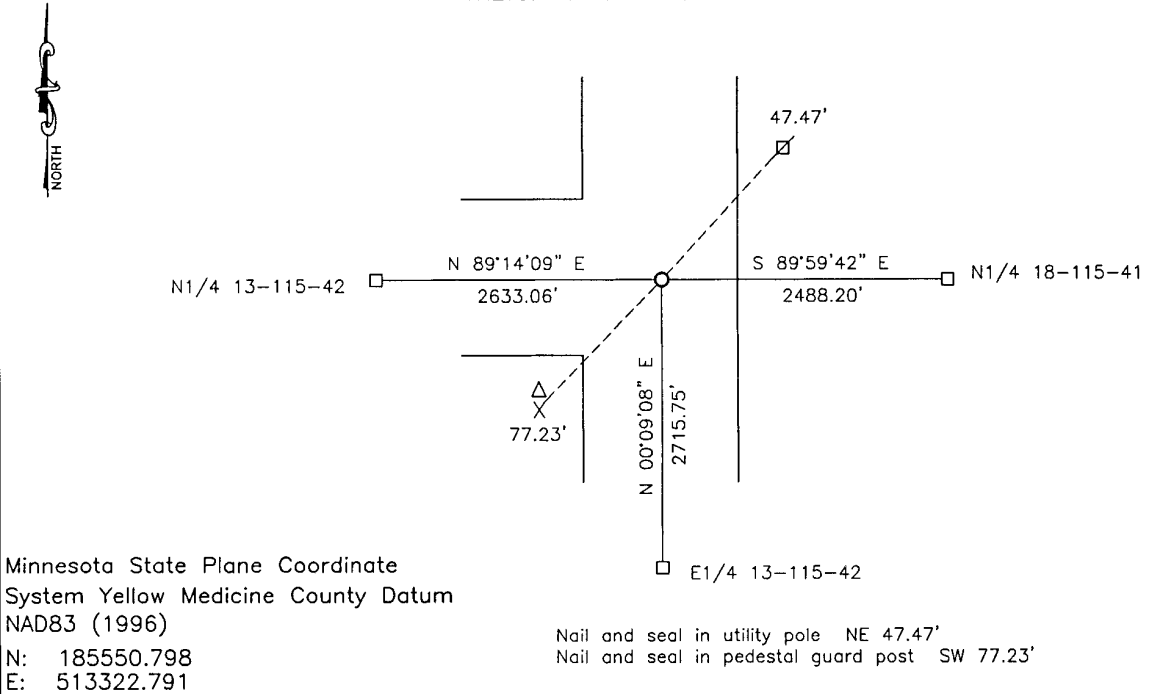 NORTH
47.47'
N 89°14'09" E
S 89°59'42" E
N1/4 13-115-42
N1/4 18-115-41
2633.06'
2488.20'
N 00°09'08" E
2715.75'
77.23'
E1/4 13-115-42
Minnesota State Plane Coordinate
System Yellow Medicine County Datum
NAD83 (1996)
N: 185550.798
E: 513322.791
Nail and seal in utility pole NE 47.47'
Nail and seal in pedestal guard post SW 77.23'